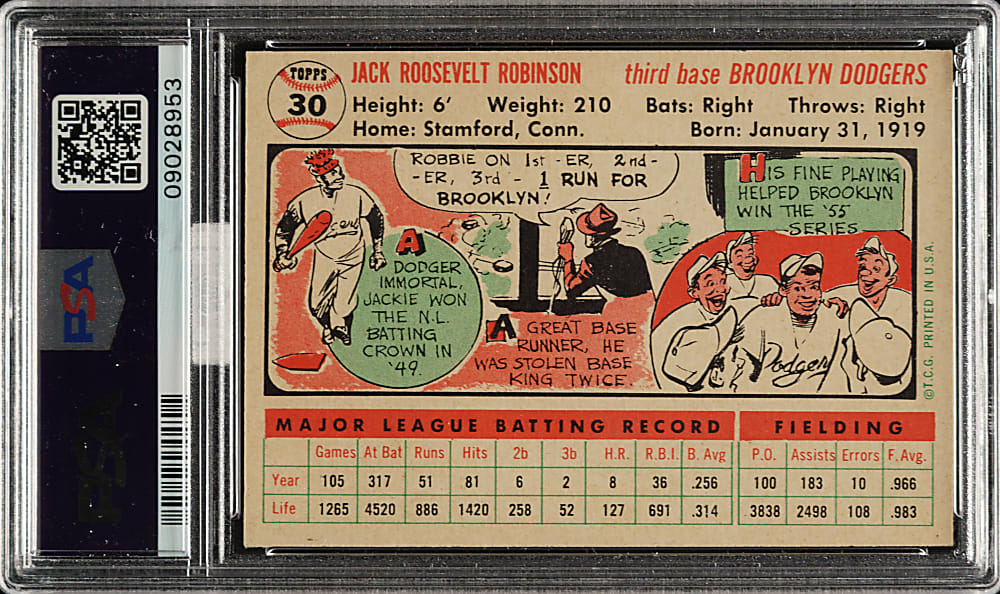 09028953
PSA
PSA
TOPPS
30
JACK ROOSEVELT ROBINSON third base BROOKLYN DODGERS
Height: 6' Weight: 210 Bats: Right Throws: Right
Home: Stamford, Conn. Born: January 31, 1919
ROBBIE ON 1st -ER, 2nd-
-ER, 3rd - 1 RUN FOR
BROOKLYN!
A
DODGER
IMMORTAL,
JACKIE WON
THE N.L.
BATTING
CROWN IN
'49.
A GREAT BASE
RUNNER, HE
WAS STOLEN BASE
KING TWICE.
HIS FINE PLAYING
HELPED BROOKLYN
WIN THE '55
SERIES
Dodgers
©T.C.G. PRINTED IN U.S.A.
MAJOR LEAGUE BATTING RECORD FIELDING
Games At Bat Runs Hits 2b 3b H.R. R.B.I. B. Avg P.O. Assists Errors F. Avg.
Year 105 317 51 81 6 2 8 36 .256 100 183 10 .966
Life 1265 4520 886 1420 258 52 127 691 .314 3838 2498 108 .983